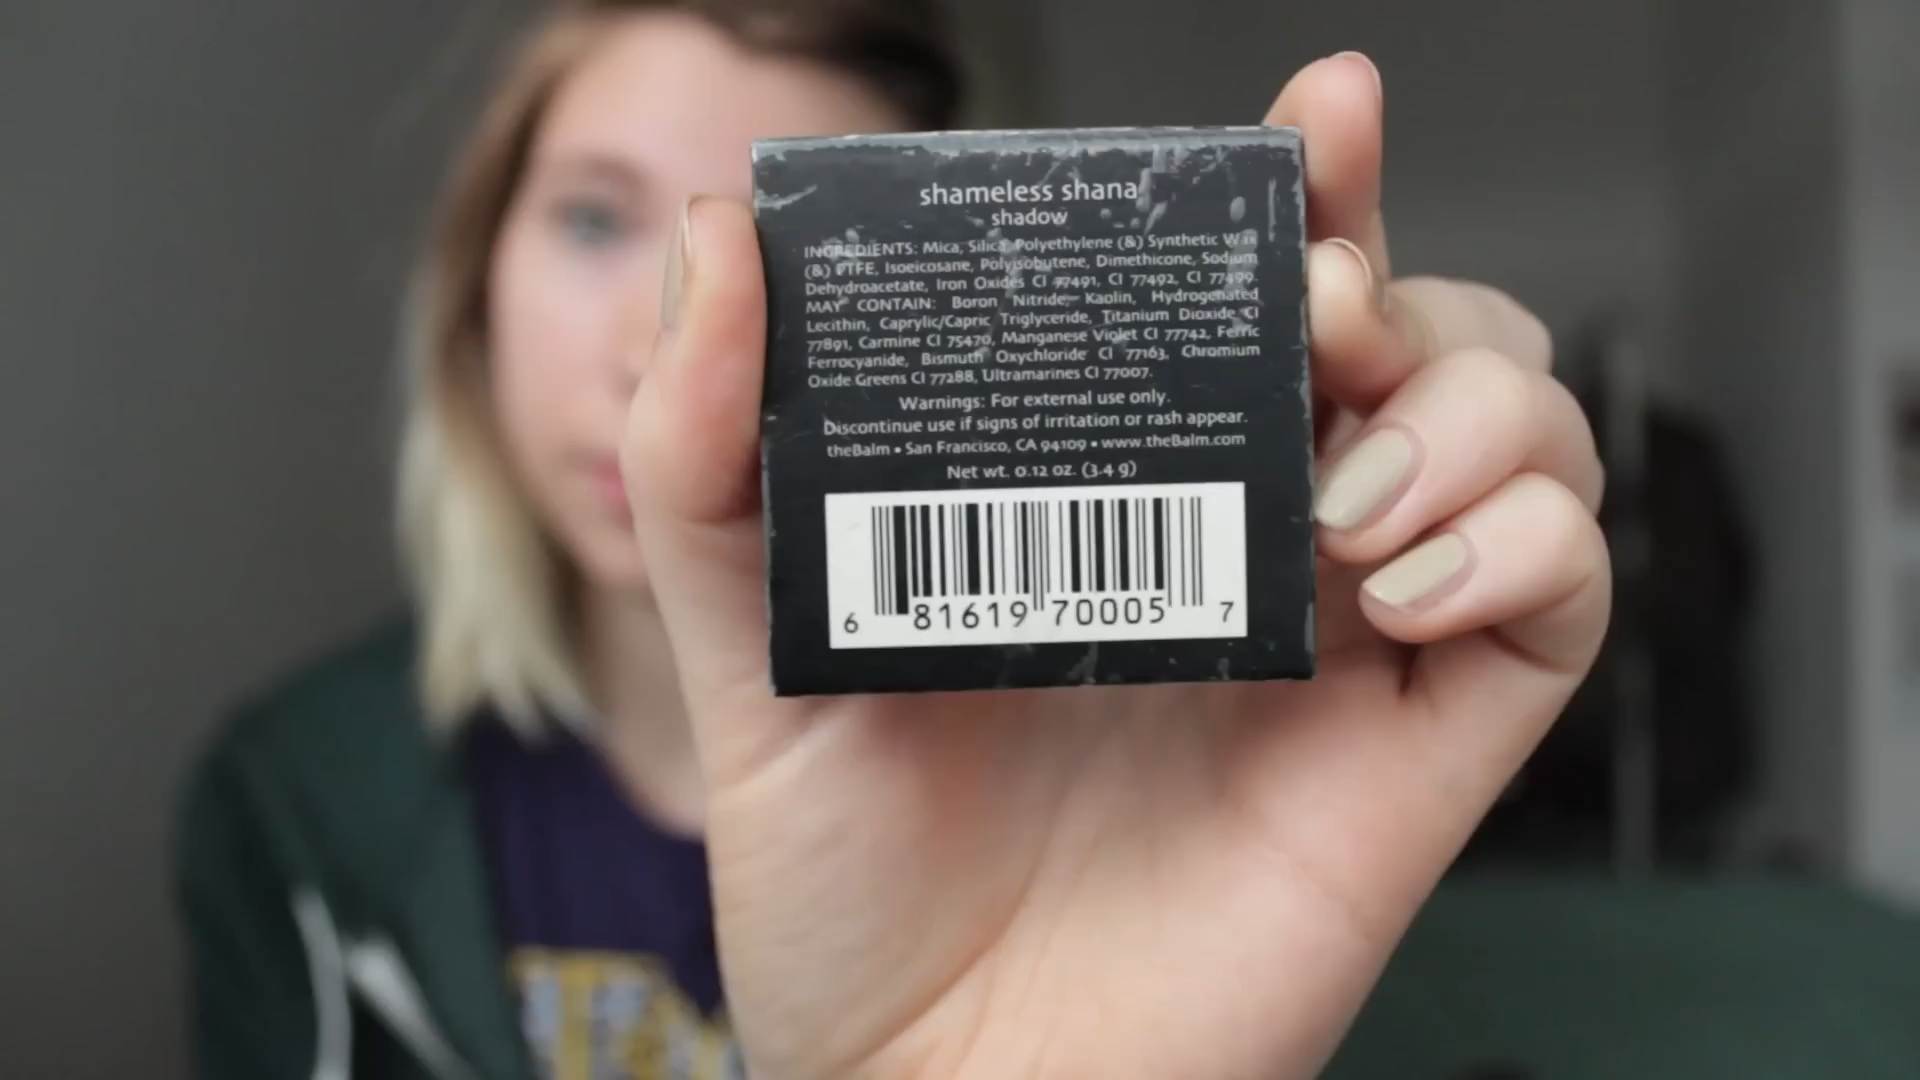 shameless shana
shadow
INGREDIENTS: Mica, Silica, Polyethylene (&) Synthetic Wax
(&) PTFE, Isoeicosane, Polyisobutene, Dimethicone, Sodium
Dehydroacetate, Iron Oxides CI 77491, CI 77492, CI 77499.
MAY CONTAIN: Boron Nitride, Kaolin, Hydrogenated
Lecithin, Caprylic/Capric Triglyceride, Titanium Dioxide CI
77891, Carmine CI 75470, Manganese Violet CI 77742, Ferric
Ferrocyanide, Bismuth Oxychloride CI 77163, Chromium
Oxide Greens CI 77288, Ultramarines CI 77007.
Warnings: For external use only.
Discontinue use if signs of irritation or rash appear.
theBalm • San Francisco, CA 94109 • www.theBalm.com
Net wt. 0.12 oz. (3.4 g)
6 81619 70005 7